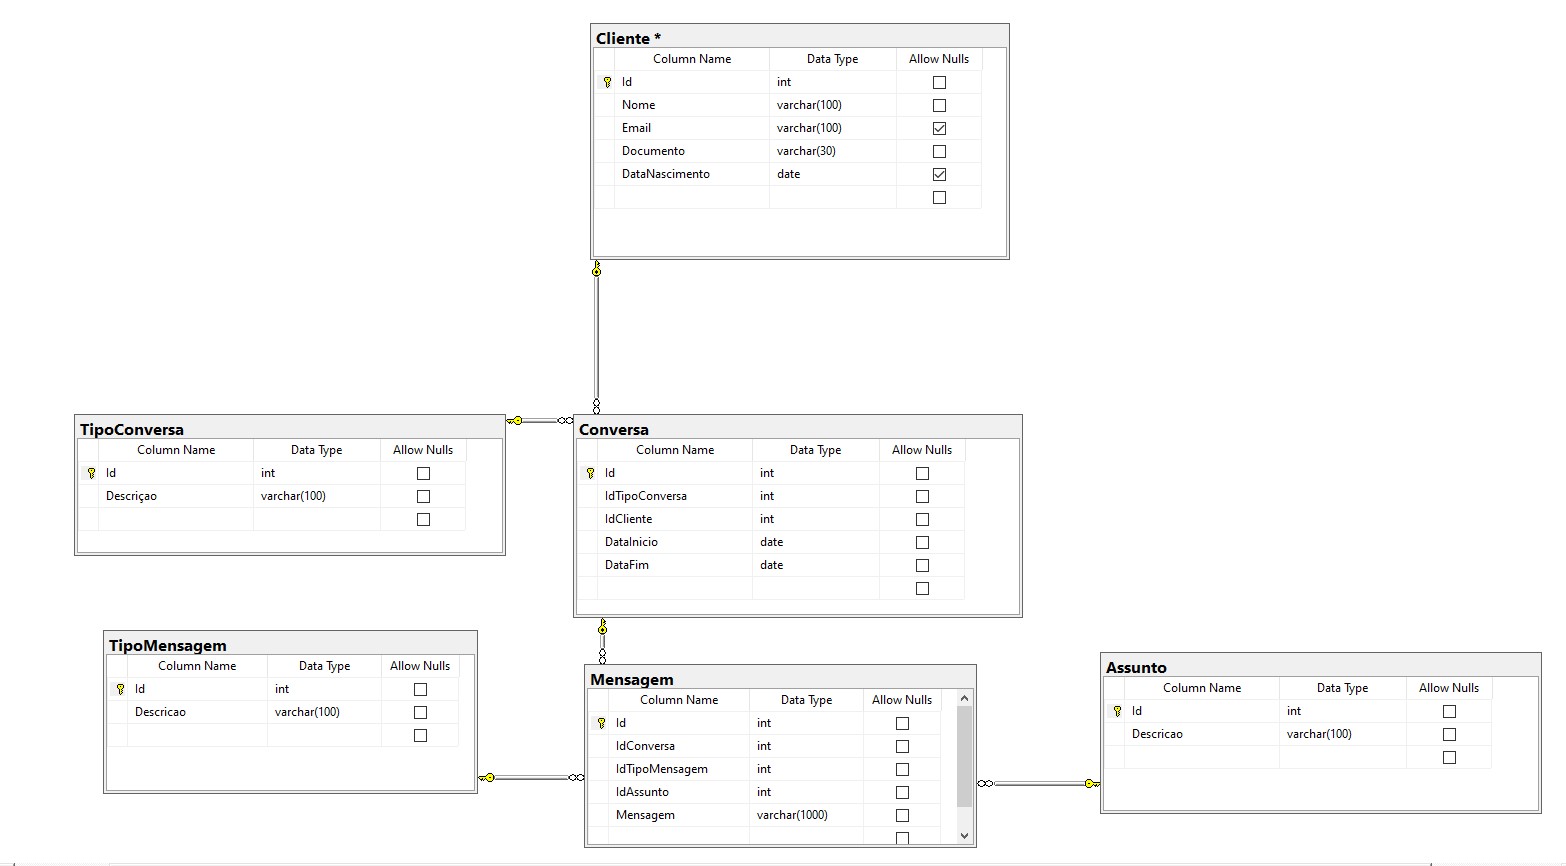 Cliente *
Column Name Data Type Allow Nulls
Id int
Nome varchar(100)
Email varchar(100)
Documento varchar(30)
DataNascimento date
TipoConversa
Column Name Data Type Allow Nulls
Id int
Descriçao varchar(100)
Conversa
Column Name Data Type Allow Nulls
Id int
IdTipoConversa int
IdCliente int
DataInicio date
DataFim date
TipoMensagem
Column Name Data Type Allow Nulls
Id int
Descricao varchar(100)
Mensagem
Column Name Data Type Allow Nulls
Id int
IdConversa int
IdTipoMensagem int
IdAssunto int
Mensagem varchar(1000)
Assunto
Column Name Data Type Allow Nulls
Id int
Descricao varchar(100)